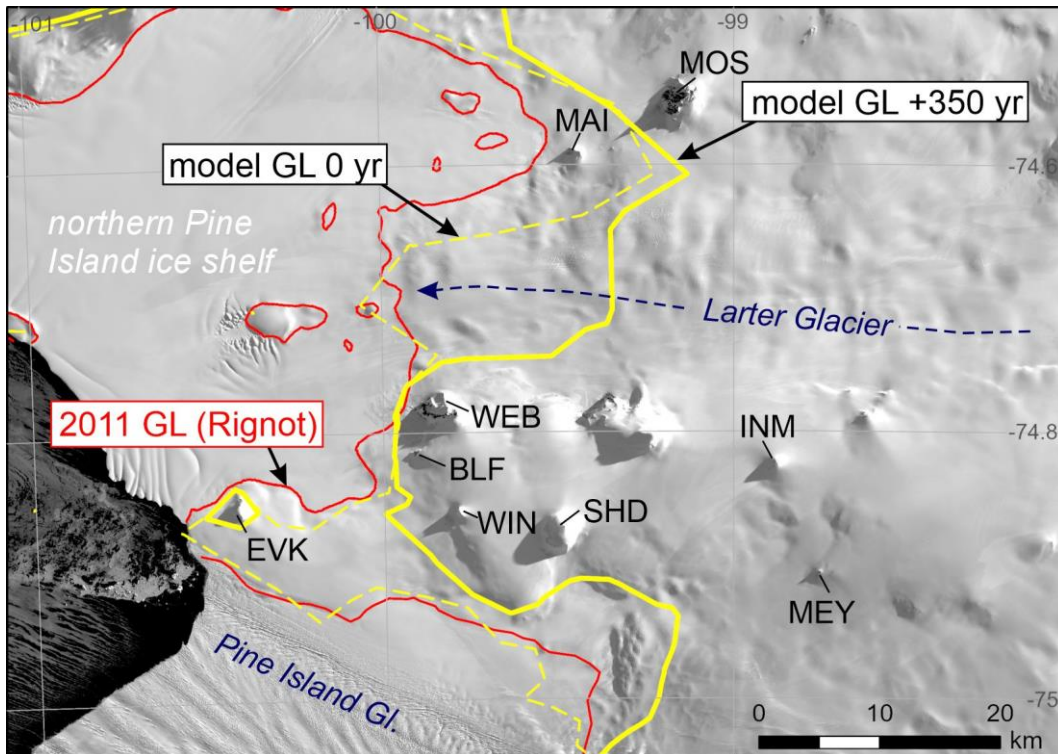 -101
-100
-99
MOS
model GL +350 yr
MAI
model GL 0 yr
-74.6
northern Pine
Island ice shelf
Larter Glacier
WEB
2011 GL (Rignot)
INM
-74.8
BLF
WIN
SHD
EVK
MEY
Pine Island Gl.
-75
0
10
20
km